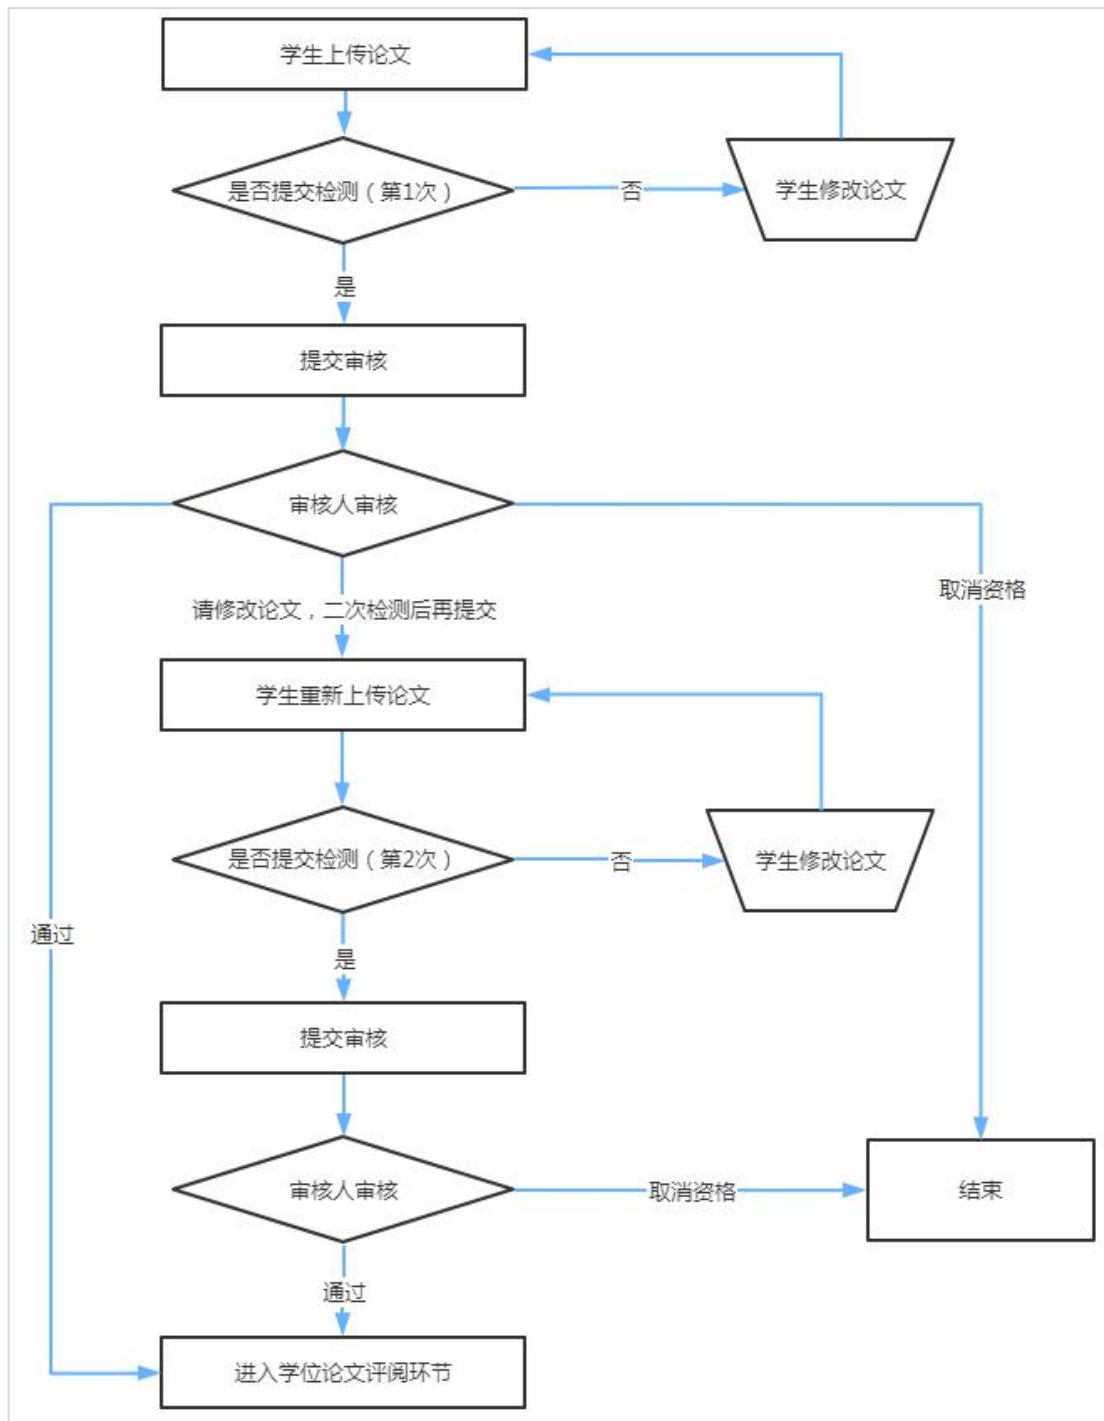 学生上传论文
是否提交检测（第1次）
否
学生修改论文
是
提交审核
审核人审核
取消资格
请修改论文，二次检测后再提交
学生重新上传论文
是否提交检测（第2次）
否
学生修改论文
通过
是
提交审核
审核人审核
取消资格
结束
通过
进入学位论文评阅环节